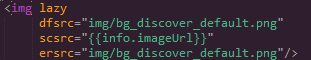 <img lazy
dfsrc="img/bg_discover_default.png"
scsrc="{{info.imageUrl}}"
ersrc="img/bg_discover_default.png"/>